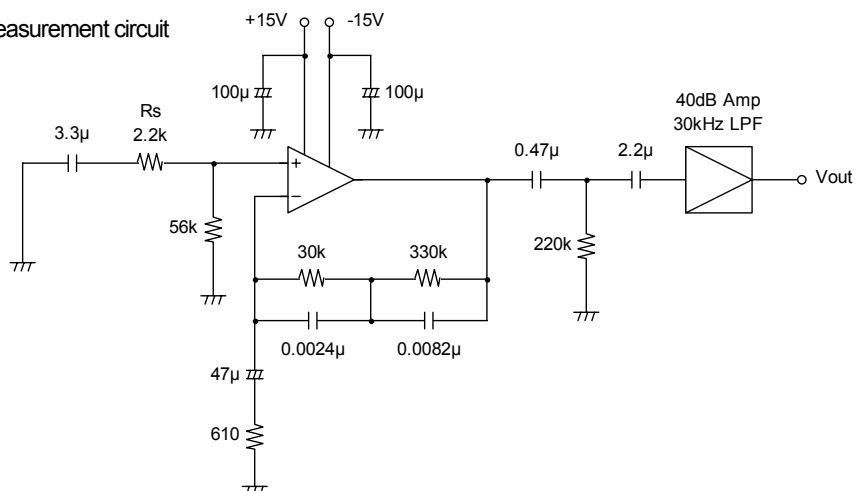 easurement circuit
+15V
-15V
100µ
100µ
40dB Amp
30kHz LPF
Rs
2.2k
3.3µ
0.47µ
2.2µ
+
−
Vout
56k
30k
330k
220k
0.0024µ
0.0082µ
47µ
610